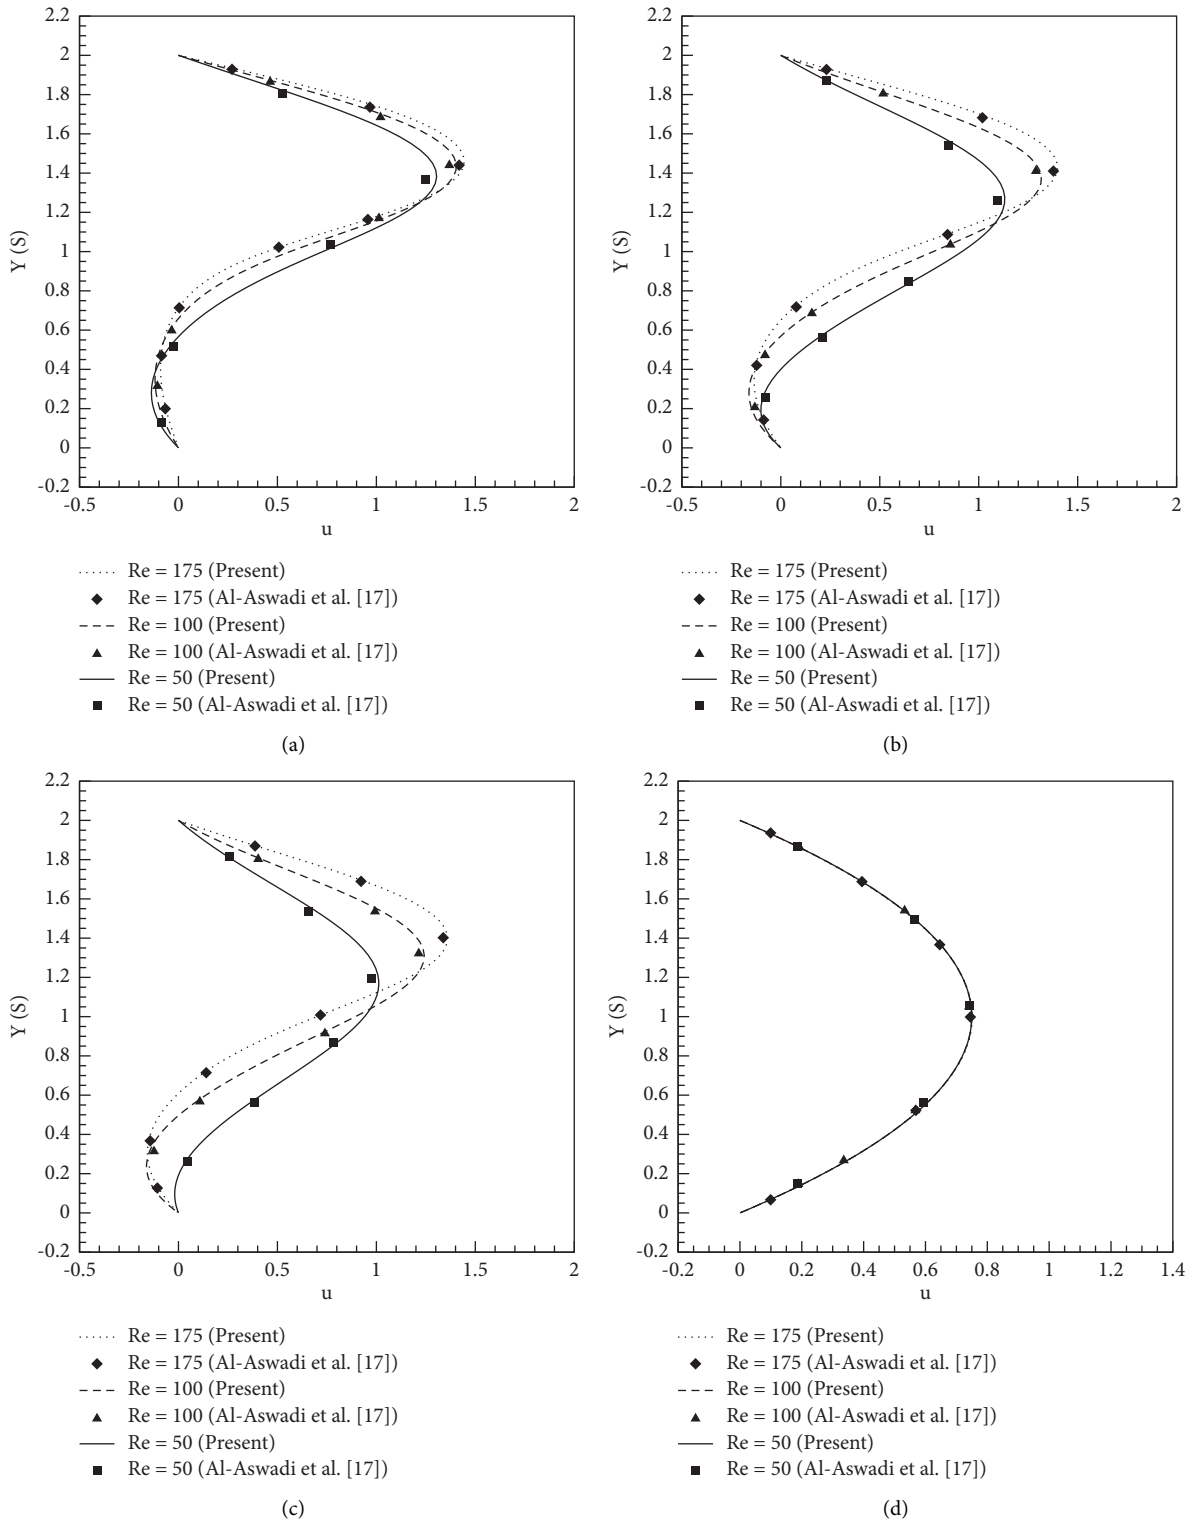 2.2
2
1.8
1.6
1.4
1.2
1
0.8
0.6
0.4
0.2
0
-0.2
Y (S)
-0.5 0 0.5 1 1.5 2
u
Re = 175 (Present)
Re = 175 (Al-Aswadi et al. [17])
Re = 100 (Present)
Re = 100 (Al-Aswadi et al. [17])
Re = 50 (Present)
Re = 50 (Al-Aswadi et al. [17])
(a)
2.2
2
1.8
1.6
1.4
1.2
1
0.8
0.6
0.4
0.2
0
-0.2
Y (S)
-0.5 0 0.5 1 1.5 2
u
Re = 175 (Present)
Re = 175 (Al-Aswadi et al. [17])
Re = 100 (Present)
Re = 100 (Al-Aswadi et al. [17])
Re = 50 (Present)
Re = 50 (Al-Aswadi et al. [17])
(b)
2.2
2
1.8
1.6
1.4
1.2
1
0.8
0.6
0.4
0.2
0
-0.2
Y (S)
-0.5 0 0.5 1 1.5 2
u
Re = 175 (Present)
Re = 175 (Al-Aswadi et al. [17])
Re = 100 (Present)
Re = 100 (Al-Aswadi et al. [17])
Re = 50 (Present)
Re = 50 (Al-Aswadi et al. [17])
(c)
2.2
2
1.8
1.6
1.4
1.2
1
0.8
0.6
0.4
0.2
0
-0.2
Y (S)
-0.2 0 0.2 0.4 0.6 0.8 1 1.2 1.4
u
Re = 175 (Present)
Re = 175 (Al-Aswadi et al. [17])
Re = 100 (Present)
Re = 100 (Al-Aswadi et al. [17])
Re = 50 (Present)
Re = 50 (Al-Aswadi et al. [17])
(d)